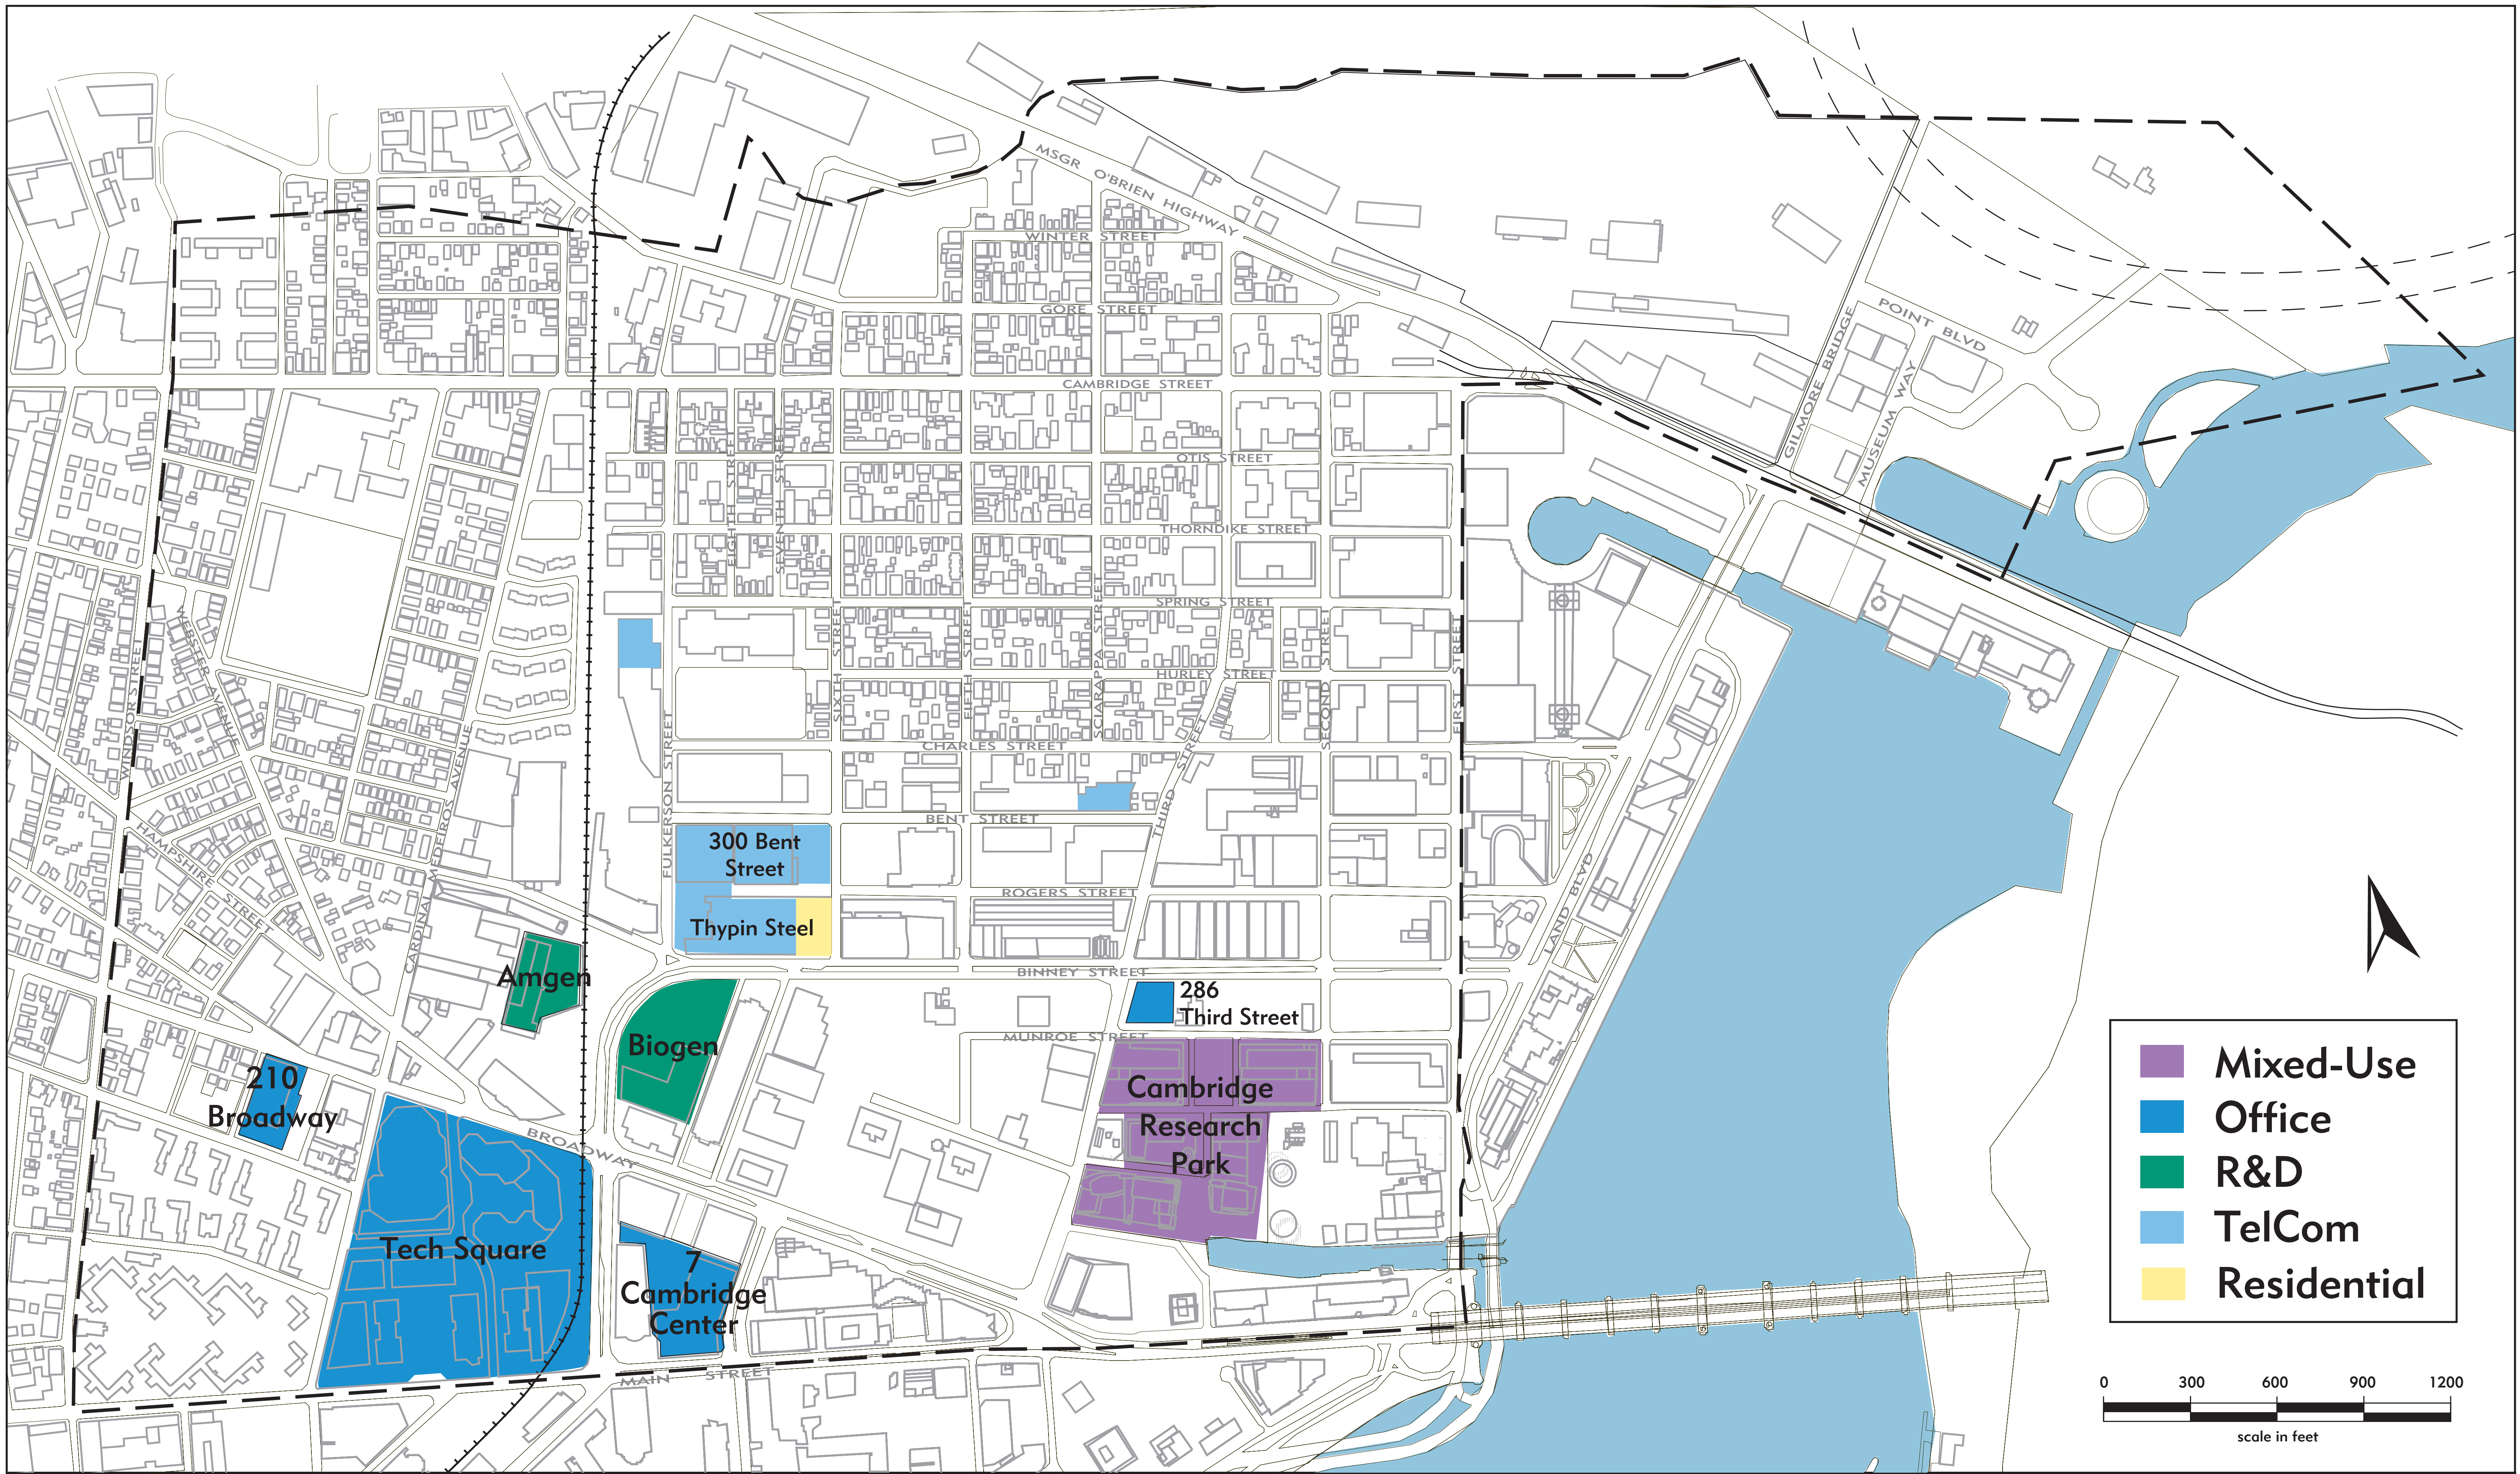 MSGR O'BRIEN HIGHWAY
WINTER STREET
GORE STREET
POINT BLVD
GILMORE BRIDGE
MUSEUM WAY
CAMBRIDGE STREET
OTIS STREET
EIGHTH STREET
SEVENTH STREET
THORNDIKE STREET
SPRING STREET
WEBSTER AVENUE
WINDSOR STREET
SIXTH STREET
FIFTH STREET
SCIARAPPA STREET
SECOND STREET
FIRST STREET
HURLEY STREET
FULKERSON STREET
CHARLES STREET
THIRD STREET
CARDINAL MEDEIROS AVENUE
HAMPSHIRE STREET
BENT STREET
300 Bent
Street
LAND BLVD
ROGERS STREET
Thypin Steel
Amgen
BINNEY STREET
286
Third Street
MUNROE STREET
Biogen
210
Broadway
Cambridge
Research
Park
BROADWAY
Tech Square
7
Cambridge
Center
MAIN STREET
Mixed-Use
Office
R&D
TelCom
Residential
0 300 600 900 1200
scale in feet